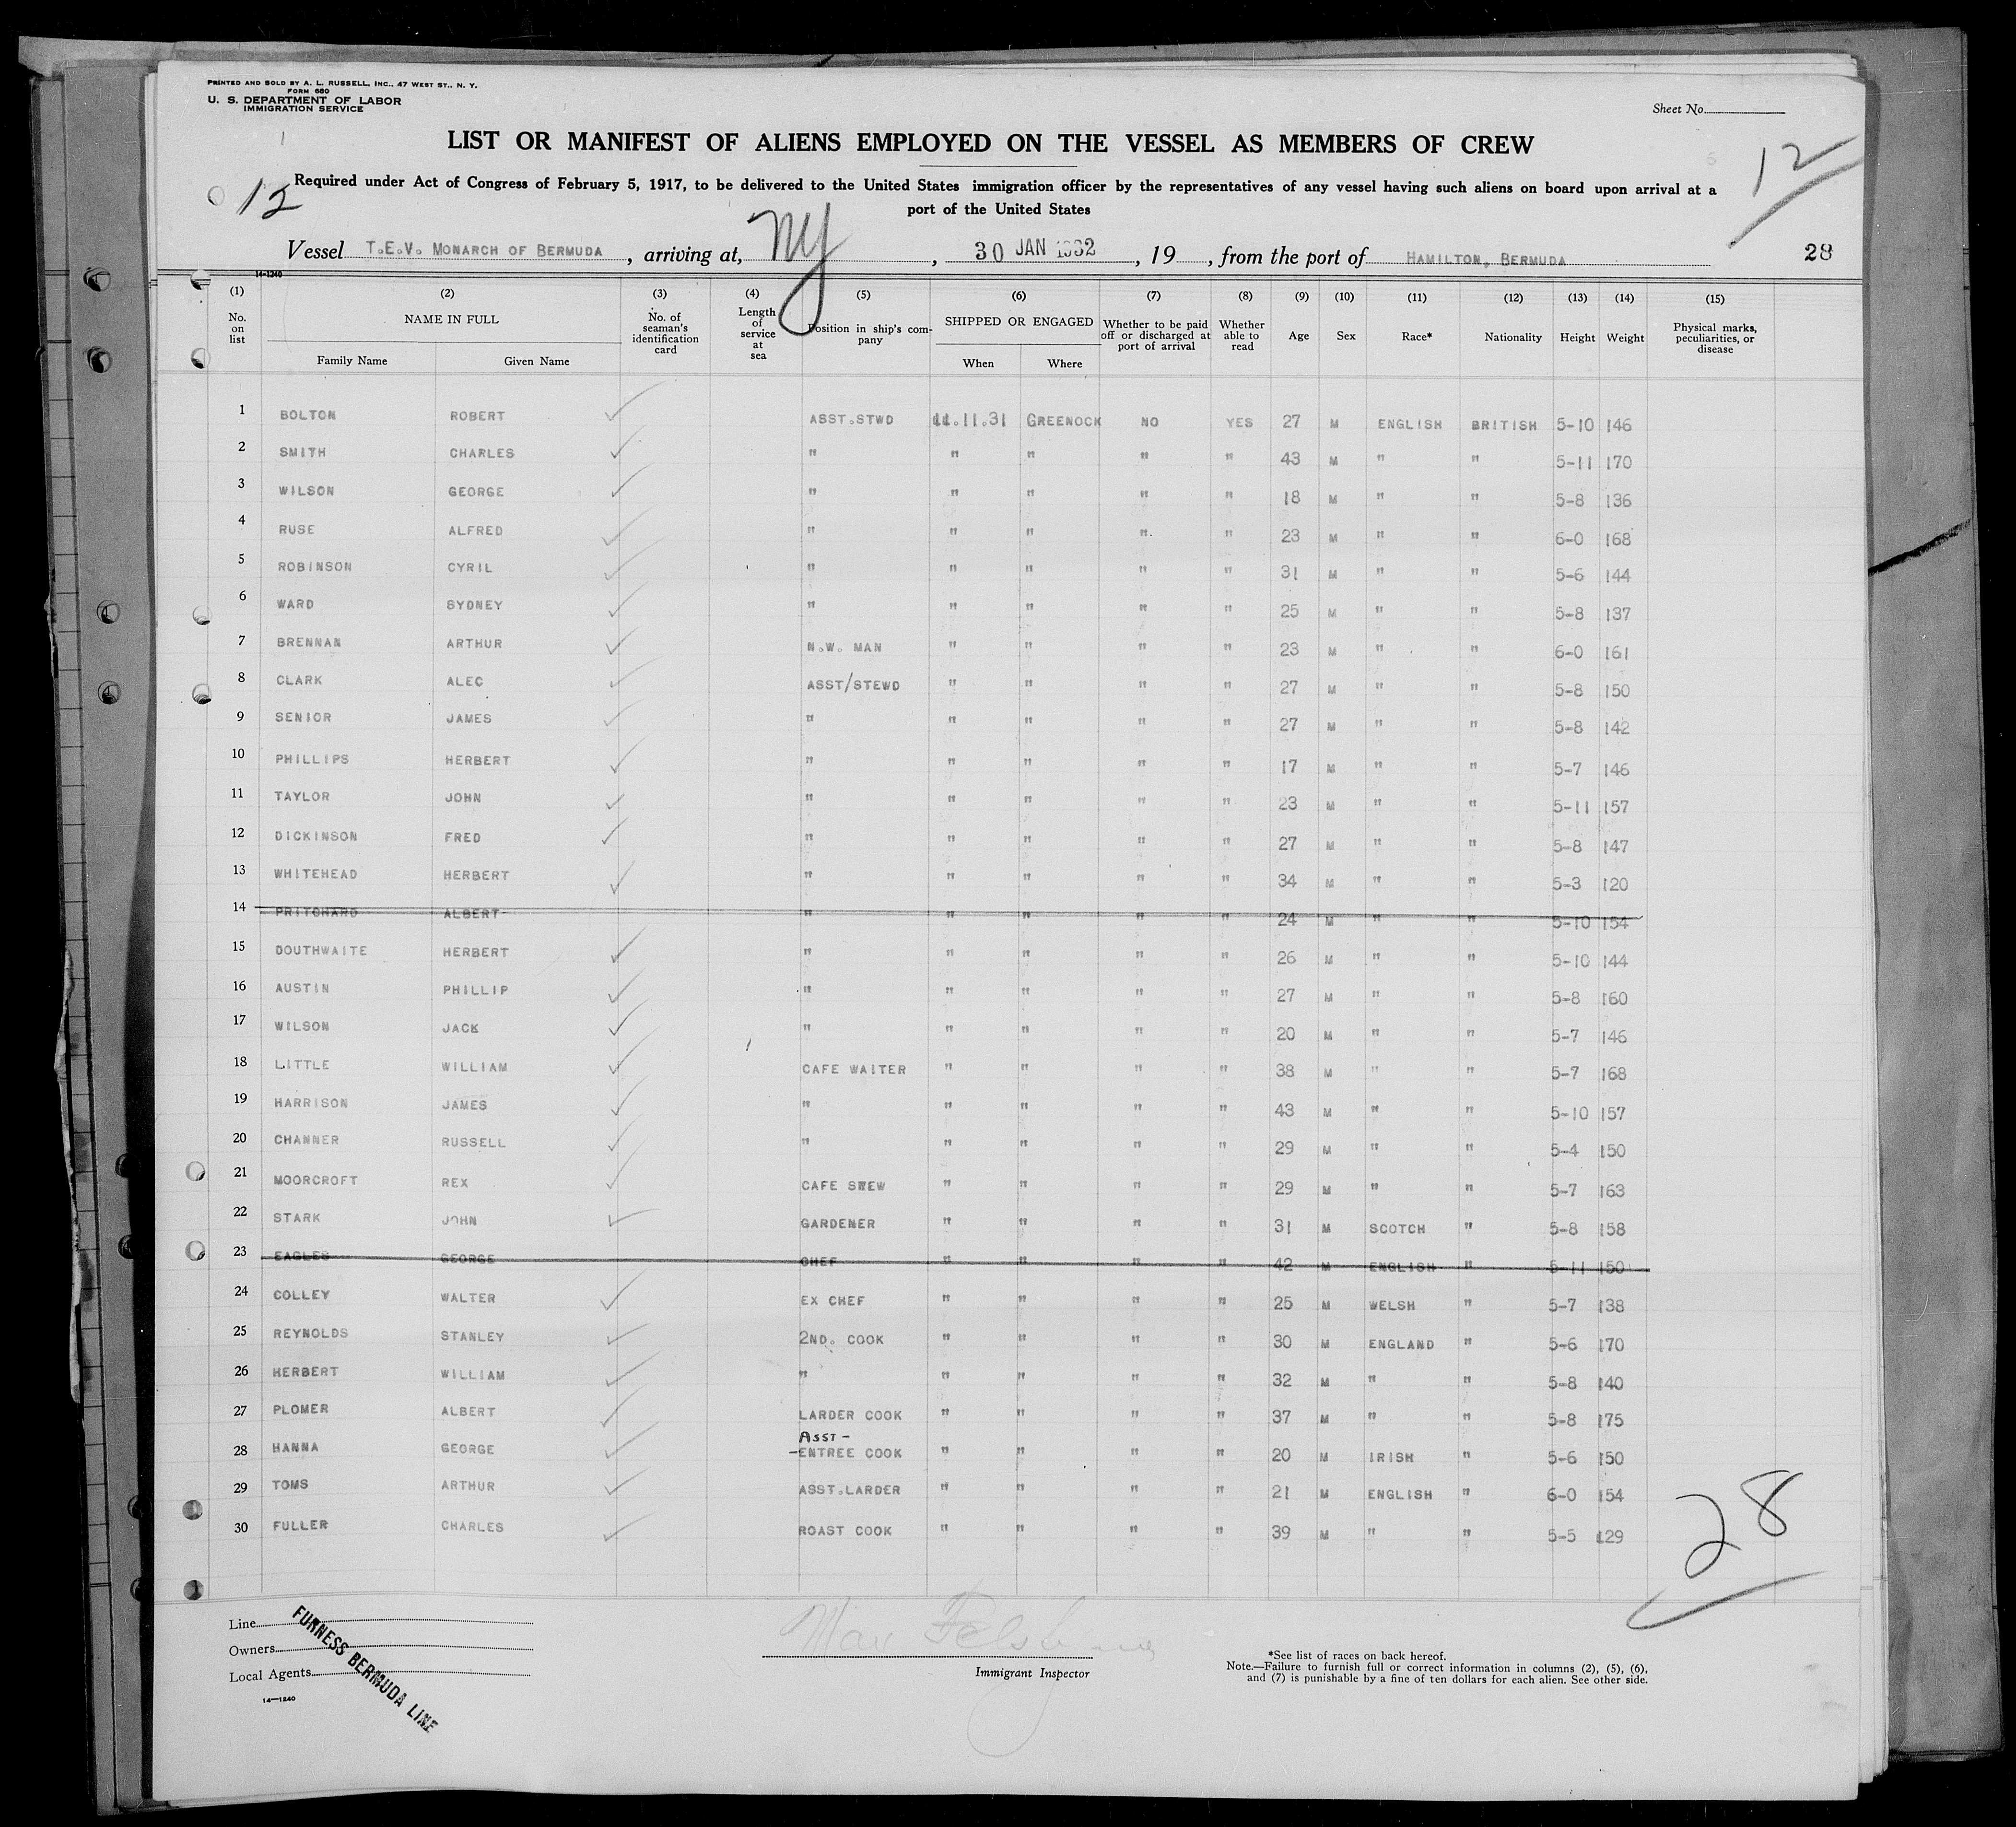 PRINTED AND SOLD BY A. L. RUSSELL, INC., 47 WEST ST., N. Y.
FORM 680
U. S. DEPARTMENT OF LABOR
IMMIGRATION SERVICE
Sheet No.
LIST OR MANIFEST OF ALIENS EMPLOYED ON THE VESSEL AS MEMBERS OF CREW
12
12
Required under Act of Congress of February 5, 1917, to be delivered to the United States immigration officer by the representatives of any vessel having such aliens on board upon arrival at a
port of the United States
Vessel T.E.V. MONARCH OF BERMUDA, arriving at, NY, 30 JAN 1932, 19, from the port of HAMILTON, BERMUDA 28
14-1240
(1) (2) (3) (4) (5) (6) (7) (8) (9) (10) (11) (12) (13) (14) (15)
No. on list NAME IN FULL Family Name Given Name No. of seaman's identification card Length of service at sea Position in ship's company SHIPPED OR ENGAGED When Where Whether to be paid off or discharged at port of arrival Whether able to read Age Sex Race* Nationality Height Weight Physical marks, peculiarities, or disease
1 BOLTON ROBERT ASST.STWD 11.11.31 GREENOCK NO YES 27 M ENGLISH BRITISH 5-10 146
2 SMITH CHARLES " " " " " 43 M " " 5-11 170
3 WILSON GEORGE " " " " " 18 M " " 5-8 136
4 RUSE ALFRED " " " " " 23 M " " 6-0 168
5 ROBINSON CYRIL " " " " " 31 M " " 5-6 144
6 WARD SYDNEY " " " " " 25 M " " 5-8 137
7 BRENNAN ARTHUR N.W. MAN " " " " 23 M " " 6-0 161
8 CLARK ALEC ASST/STEWD " " " " 27 M " " 5-8 150
9 SENIOR JAMES " " " " " 27 M " " 5-8 142
10 PHILLIPS HERBERT " " " " " 17 M " " 5-7 146
11 TAYLOR JOHN " " " " " 23 M " " 5-11 157
12 DICKINSON FRED " " " " " 27 M " " 5-8 147
13 WHITEHEAD HERBERT " " " " " 34 M " " 5-3 120
14 PRITCHARD ALBERT " " " " " 24 M " " 5-10 154
15 DOUTHWAITE HERBERT " " " " " 26 M " " 5-10 144
16 AUSTIN PHILLIP " " " " " 27 M " " 5-8 160
17 WILSON JACK " " " " " 20 M " " 5-7 146
18 LITTLE WILLIAM CAFE WAITER " " " " 38 M " " 5-7 168
19 HARRISON JAMES " " " " " 43 M " " 5-10 157
20 CHANNER RUSSELL " " " " " 29 M " " 5-4 150
21 MOORCROFT REX CAFE SWEW " " " " 29 M " " 5-7 163
22 STARK JOHN GARDENER " " " " 31 M SCOTCH " 5-8 158
23 EAGLES GEORGE CHEF " " " " 42 M ENGLISH " 5-11 150
24 COLLEY WALTER EX CHEF " " " " 25 M WELSH " 5-7 138
25 REYNOLDS STANLEY 2ND. COOK " " " " 30 M ENGLAND " 5-6 170
26 HERBERT WILLIAM " " " " " 32 M " " 5-8 140
27 PLOMER ALBERT LARDER COOK " " " " 37 M " " 5-8 175
ASST-
28 HANNA GEORGE -ENTREE COOK " " " " 20 M IRISH " 5-6 150
29 TOMS ARTHUR ASST.LARDER " " " " 21 M ENGLISH " 6-0 154
30 FULLER CHARLES ROAST COOK " " " " 39 M " " 5-5 129
28
Line
Owners
Local Agents
FURNESS BERMUDA LINE
14-1240
Max
Immigrant Inspector
*See list of races on back hereof.
Note.—Failure to furnish full or correct information in columns (2), (5), (6),
and (7) is punishable by a fine of ten dollars for each alien. See other side.